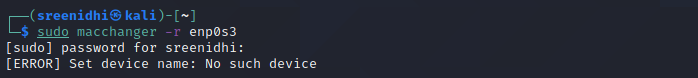 ┌──(sreenidhi㉿kali)-[~]
└─$ sudo macchanger -r enp0s3
[sudo] password for sreenidhi:
[ERROR] Set device name: No such device